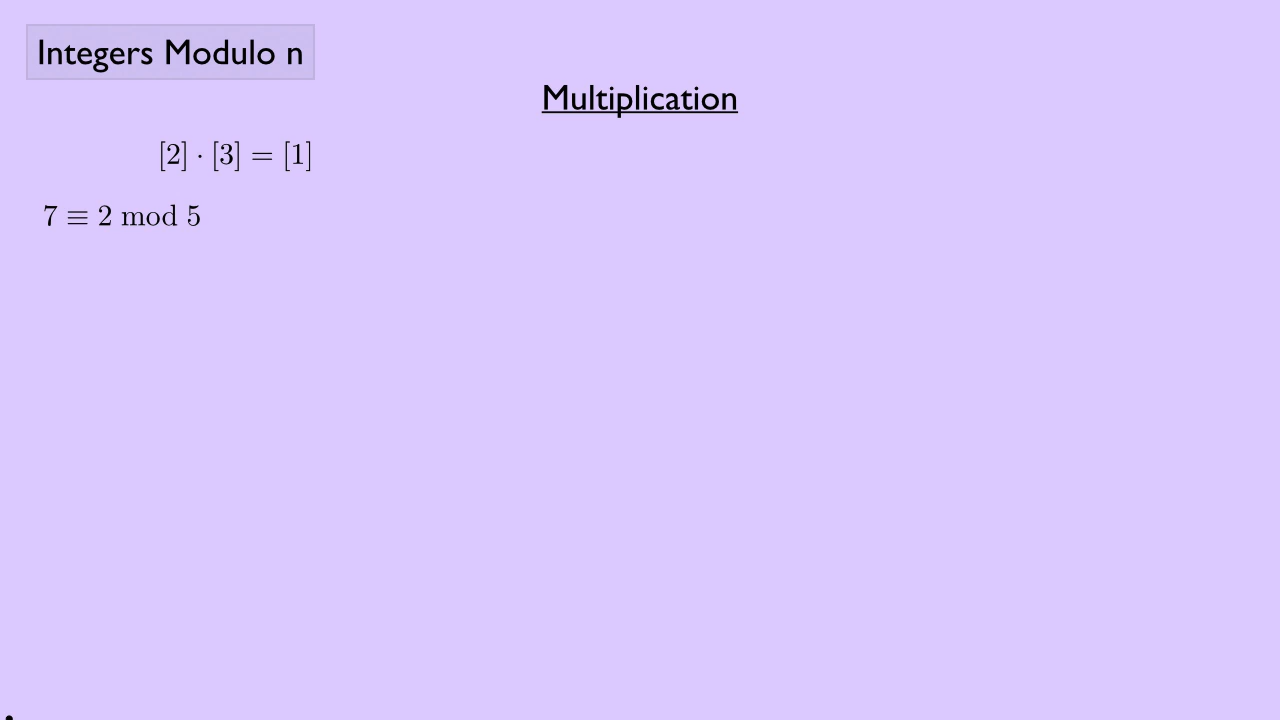 Integers Modulo n
Multiplication
[2] · [3] = [1]
7 ≡ 2 mod 5